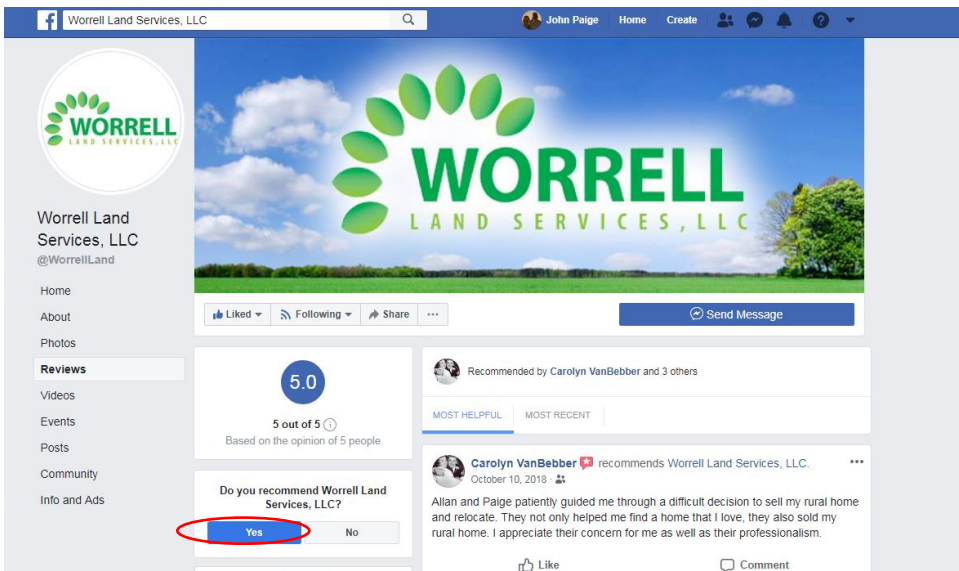 Worrell Land Services, LLC
John Paige Home Create
WORRELL
LAND SERVICES, LLC
WORRELL
LAND SERVICES, LLC
Worrell Land
Services, LLC
@WorrellLand
Home
About
Photos
Reviews
Videos
Events
Posts
Community
Info and Ads
Liked Following Share ...
Send Message
5.0
5 out of 5
Based on the opinion of 5 people
Do you recommend Worrell Land
Services, LLC?
Yes No
Recommended by Carolyn VanBebber and 3 others
MOST HELPFUL MOST RECENT
Carolyn VanBebber recommends Worrell Land Services, LLC. ...
October 10, 2018 ·
Allan and Paige patiently guided me through a difficult decision to sell my rural home
and relocate. They not only helped me find a home that I love, they also sold my
rural home. I appreciate their concern for me as well as their professionalism.
Like Comment